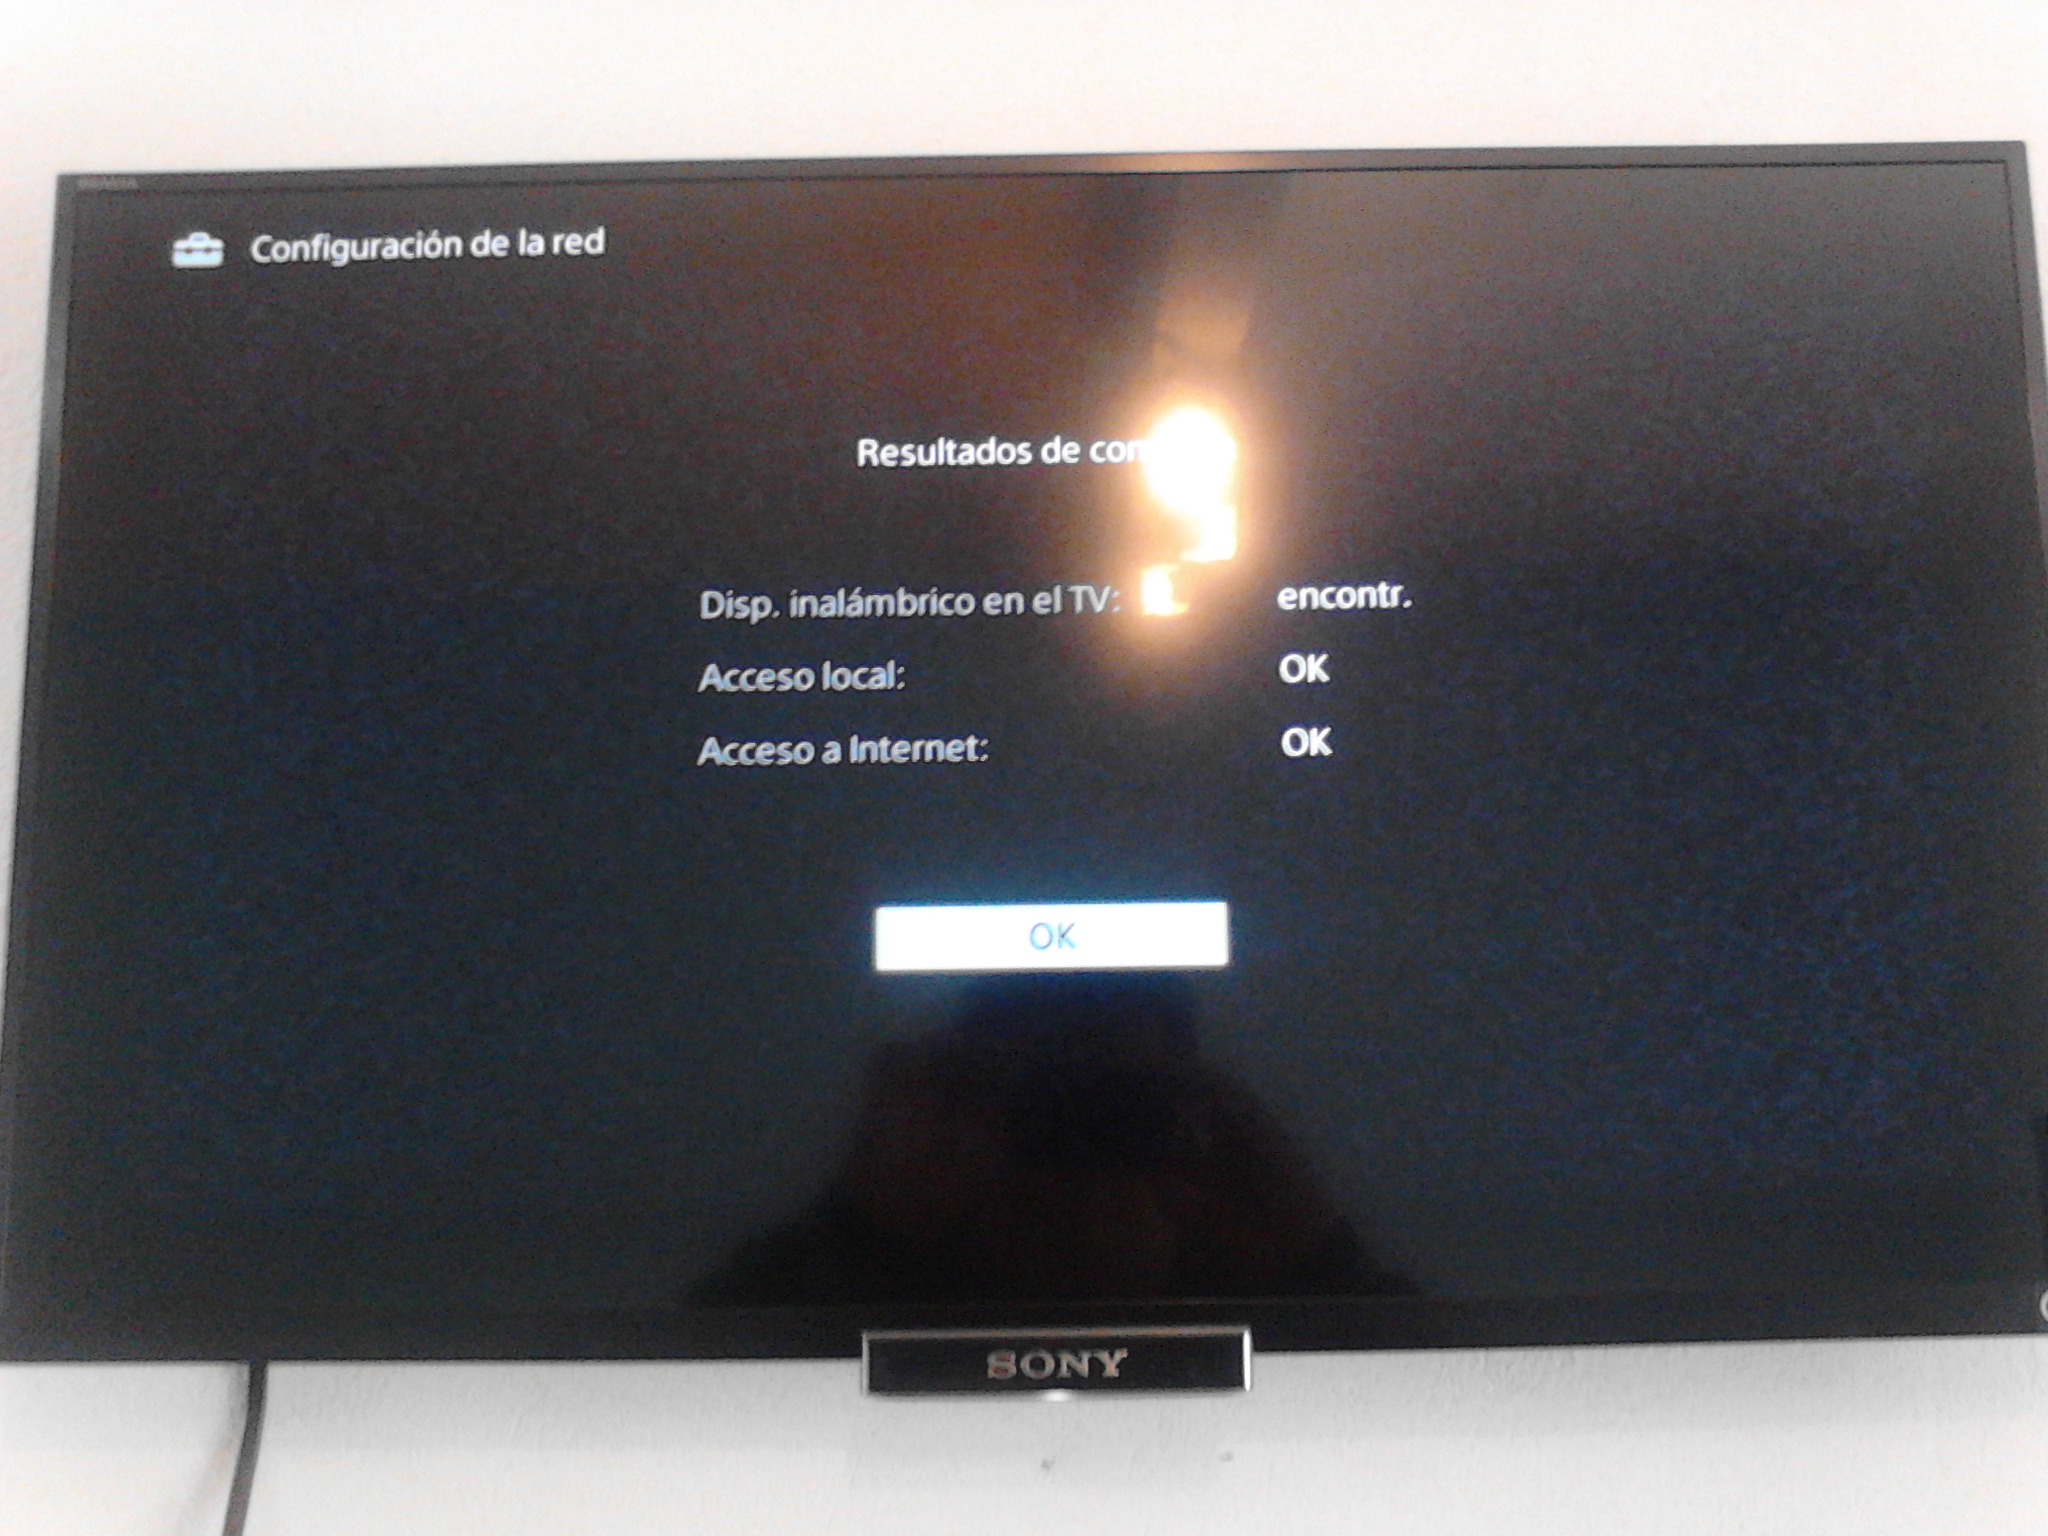 Configuración de la red
Resultados de
Disp. inalámbrico en el TV: encontr.
Acceso local: OK
Acceso a Internet: OK
OK
SONY